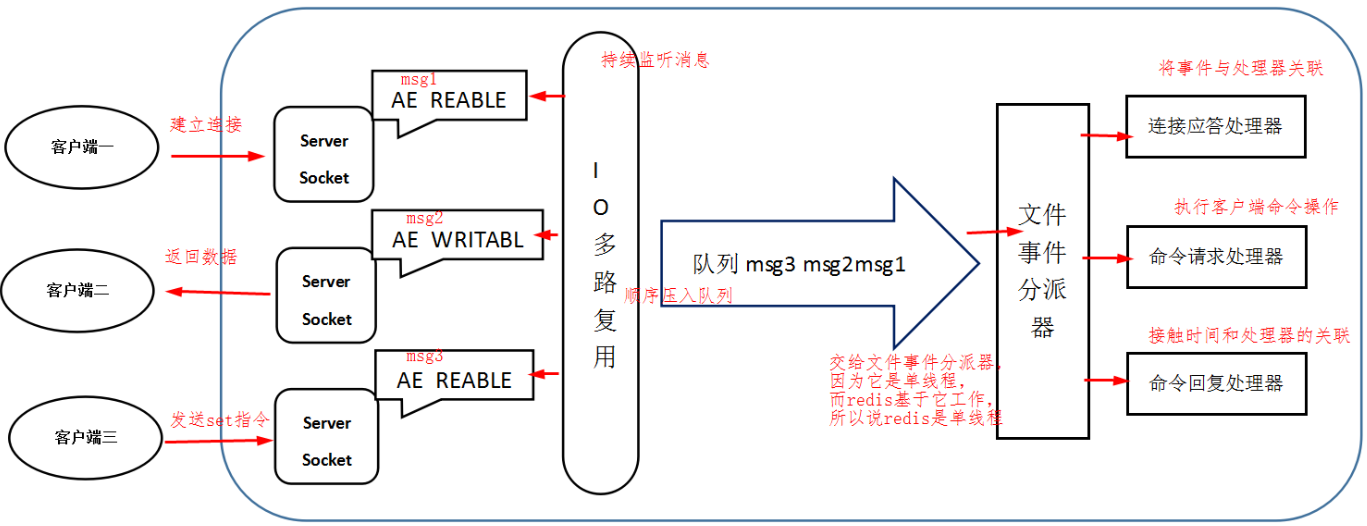 持续监听消息
msg1
AE REABLE
将事件与处理器关联
建立连接
客户端一
Server
Socket
连接应答处理器
msg2
AE WRITABL
执行客户端命令操作
返回数据
客户端二
Server
Socket
IO多路复用
队列 msg3 msg2msg1
顺序压入队列
文件
事件
分派
器
命令请求处理器
接触时间和处理器的关联
msg3
AE REABLE
交给文件事件分派器,
因为它是单线程,
而redis基于它工作,
所以说redis是单线程
命令回复处理器
发送set指令
客户端三
Server
Socket